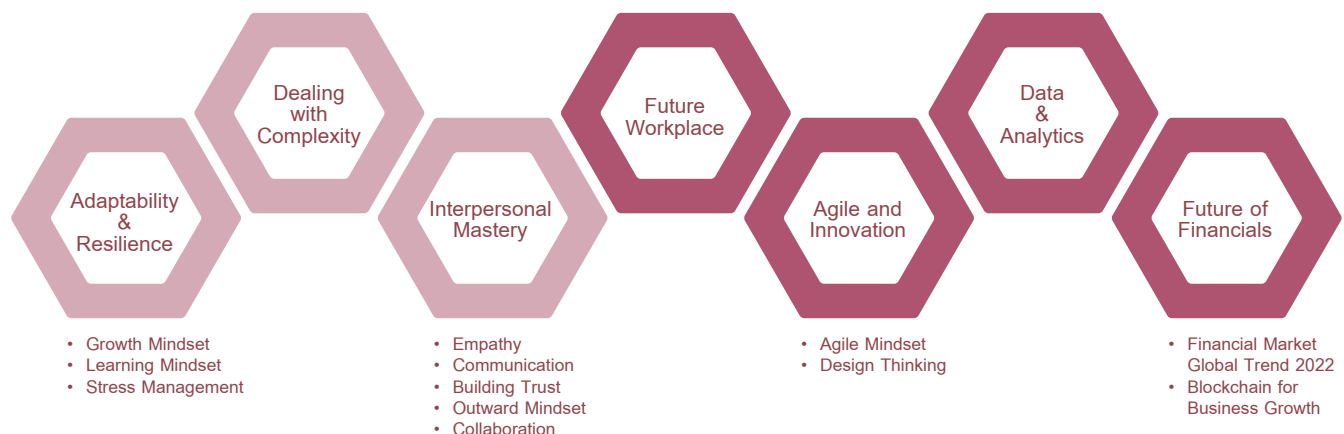 Adaptability
&
Resilience
• Growth Mindset
• Learning Mindset
• Stress Management
Dealing
with
Complexity
Interpersonal
Mastery
• Empathy
• Communication
• Building Trust
• Outward Mindset
• Collaboration
Future
Workplace
Agile and
Innovation
• Agile Mindset
• Design Thinking
Data
&
Analytics
Future of
Financials
• Financial Market
Global Trend 2022
• Blockchain for
Business Growth